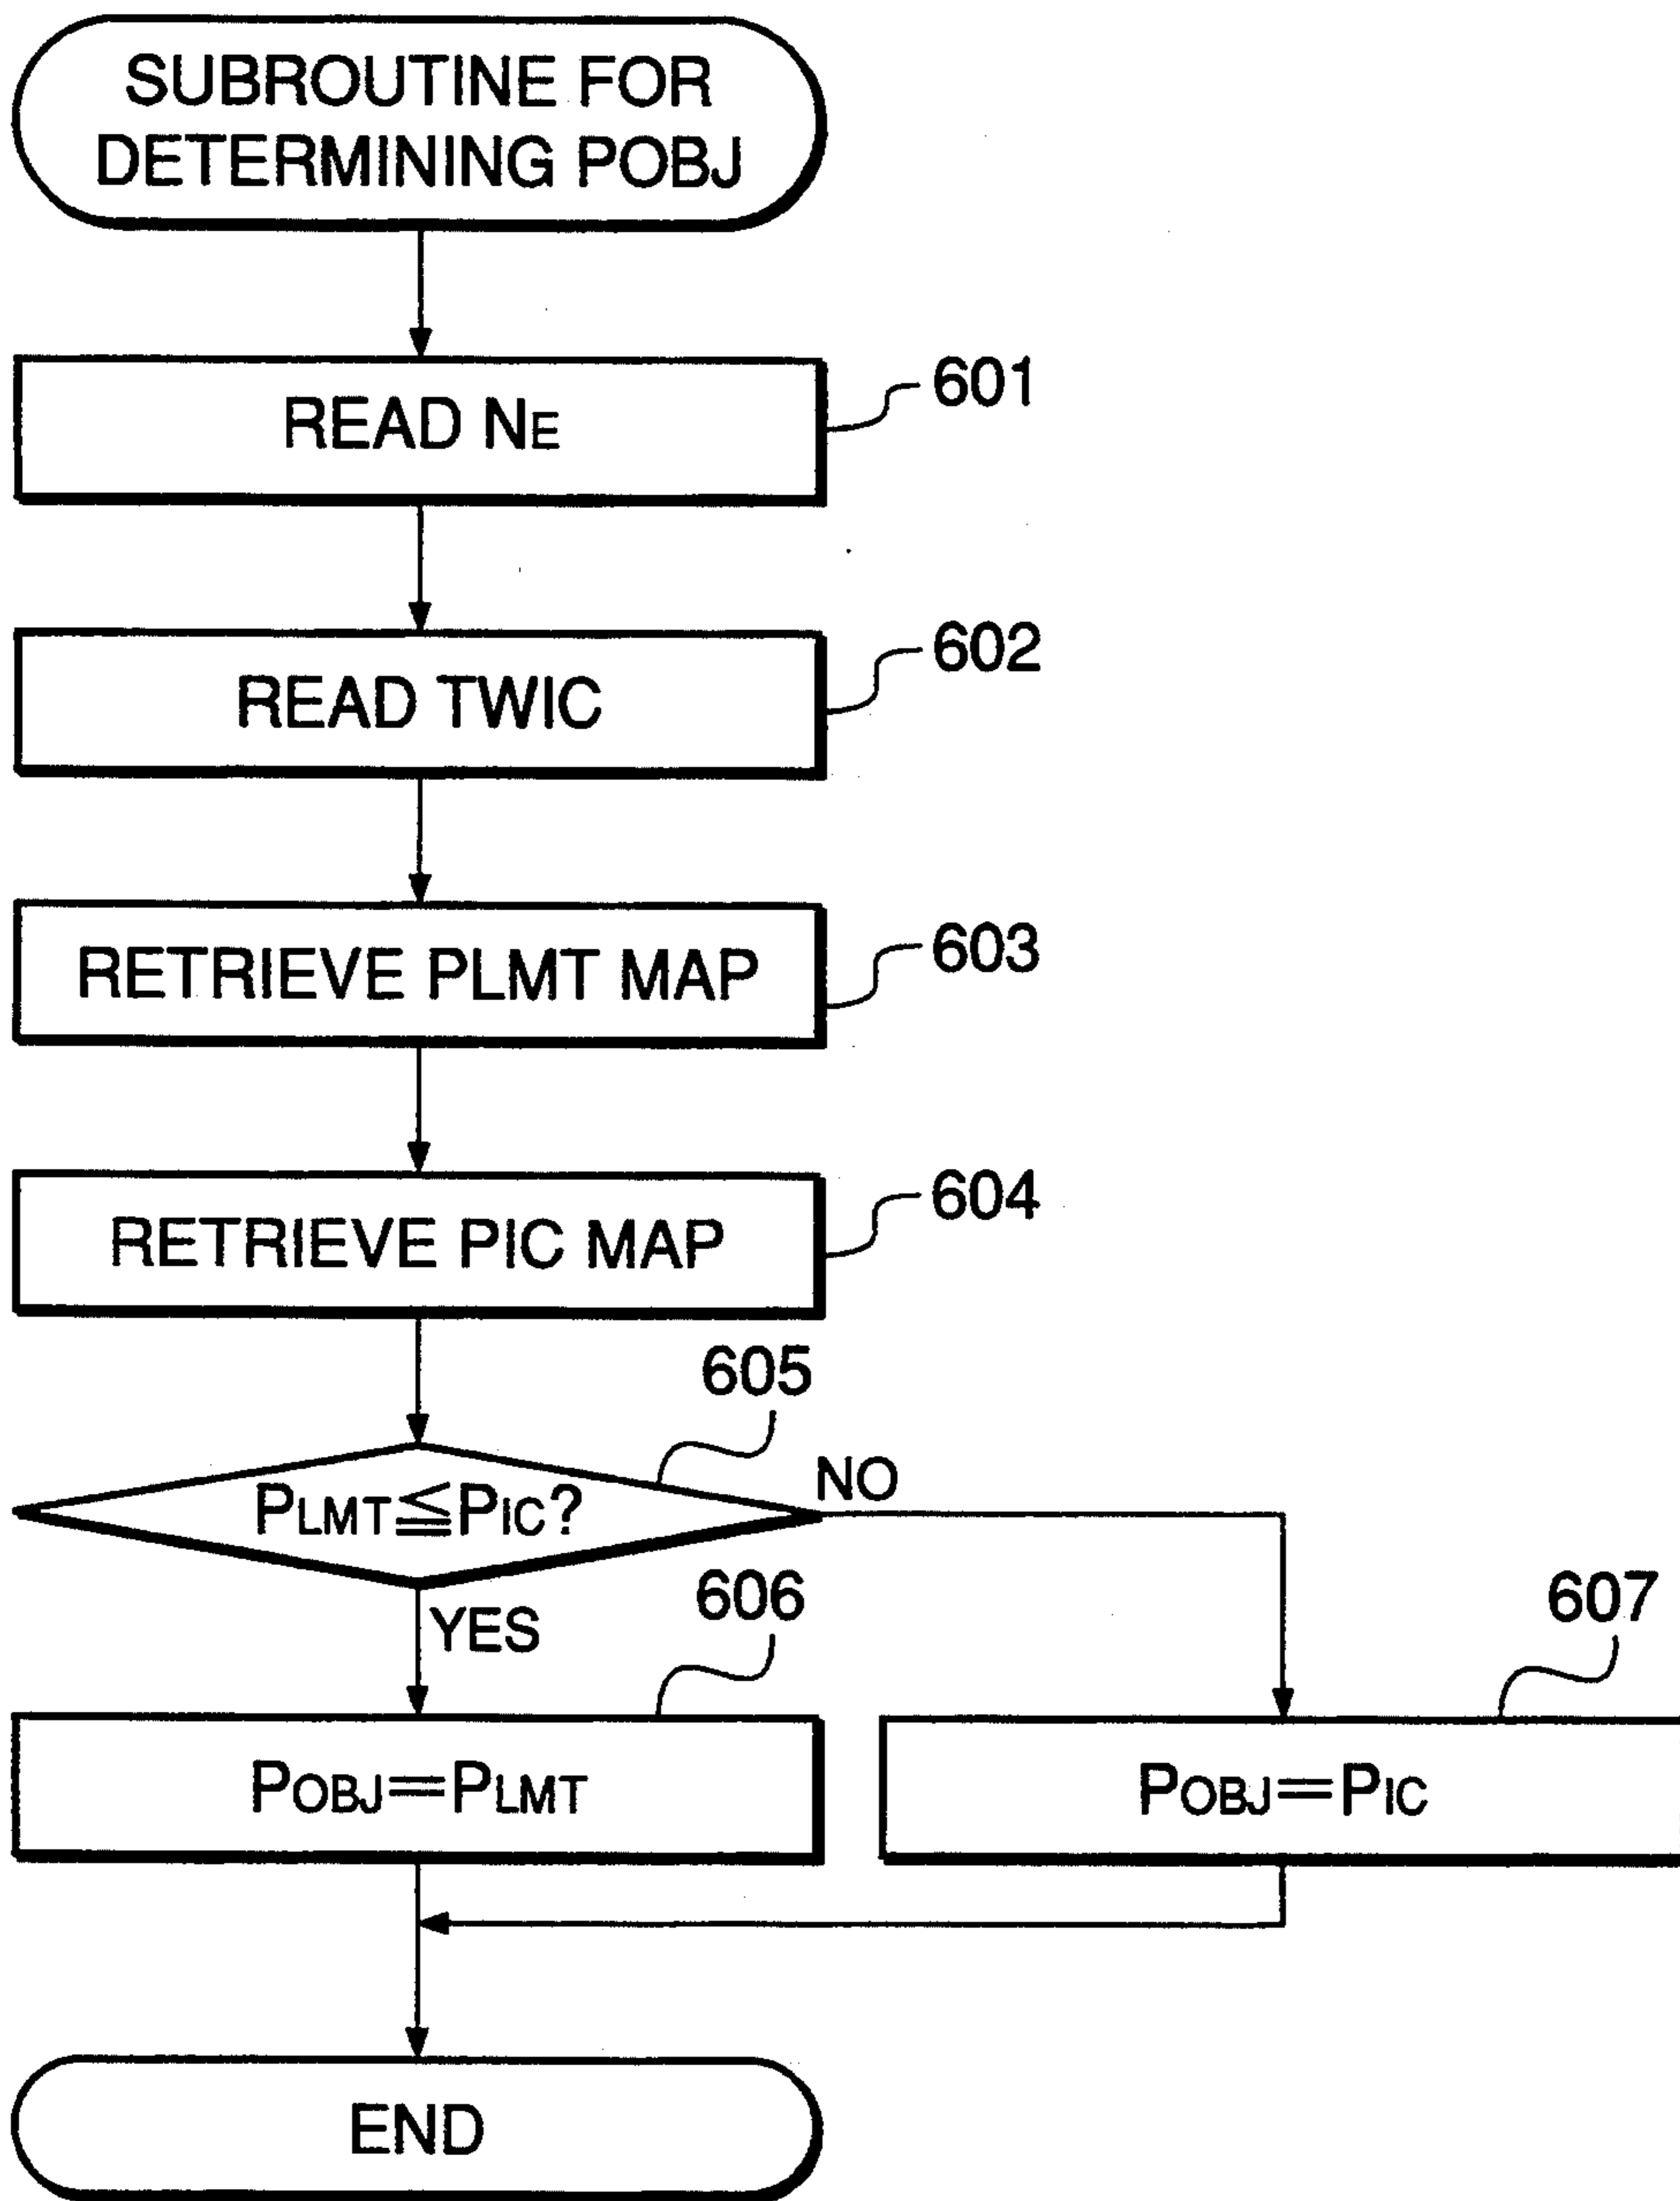 SUBROUTINE FOR
DETERMINING POBJ
READ NE
601
READ TWIC
602
RETRIEVE PLMT MAP
603
RETRIEVE PIC MAP
604
605
PLMT≦PIC?
NO
YES
606
607
POBJ=PLMT
POBJ=PIC
END